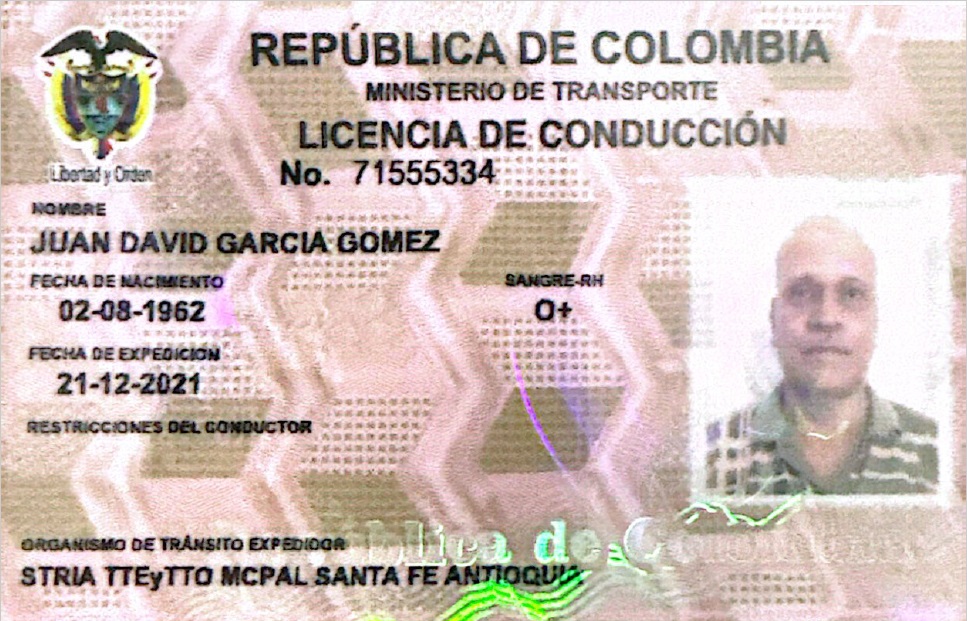 REPÚBLICA DE COLOMBIA
MINISTERIO DE TRANSPORTE
LICENCIA DE CONDUCCIÓN
Libertad y Orden
No. 71555334
NOMBRE
JUAN DAVID GARCIA GOMEZ
FECHA DE NACIMIENTO
SANGRE-RH
02-08-1962
O+
FECHA DE EXPEDICION
21-12-2021
RESTRICCIONES DEL CONDUCTOR
ORGANISMO DE TRÁNSITO EXPEDIDOR
STRIA TTEyTTO MCPAL SANTA FE ANTIOQUIA